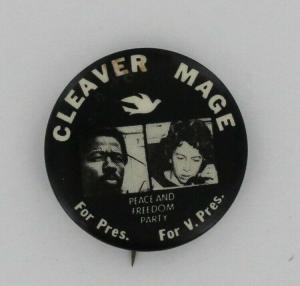 CLEAVER MAGE
PEACE AND
FREEDOM
PARTY
For Pres. For V. Pres.